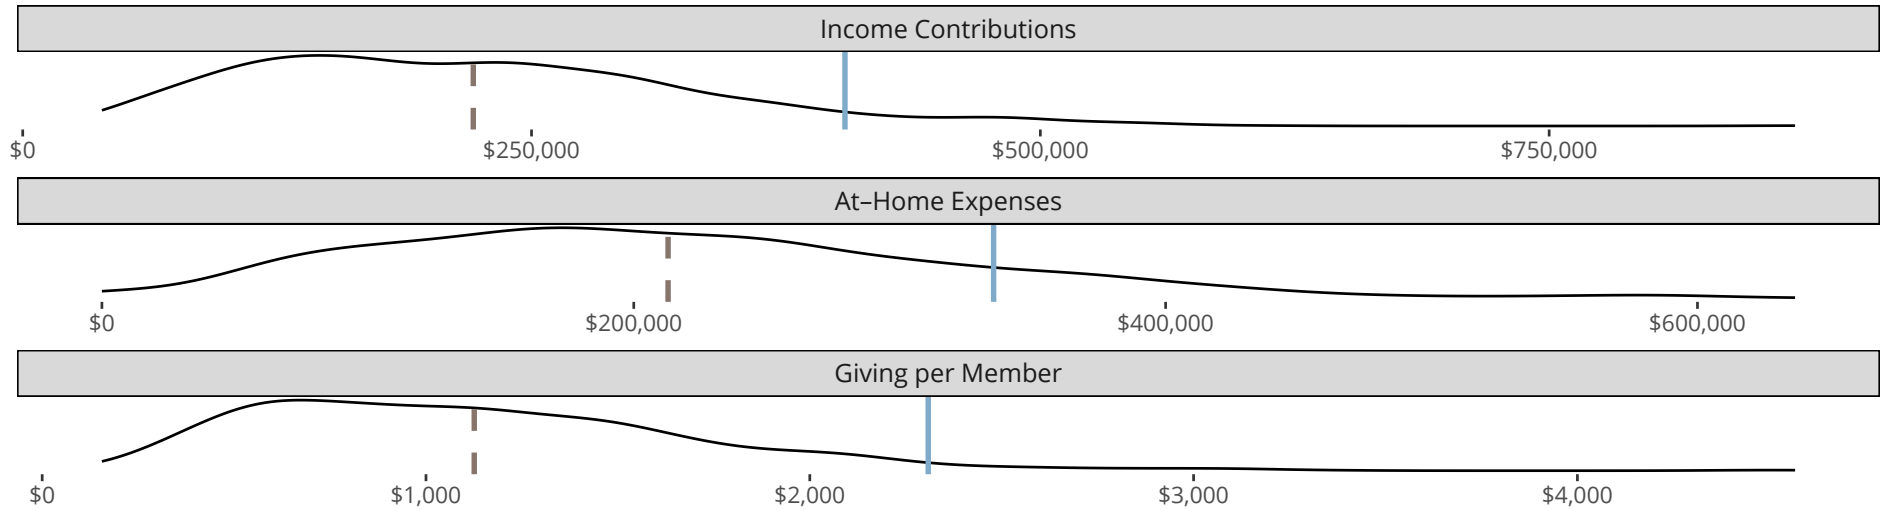 Income Contributions
$0 $250,000 $500,000 $750,000
At–Home Expenses
$0 $200,000 $400,000 $600,000
Giving per Member
$0 $1,000 $2,000 $3,000 $4,000